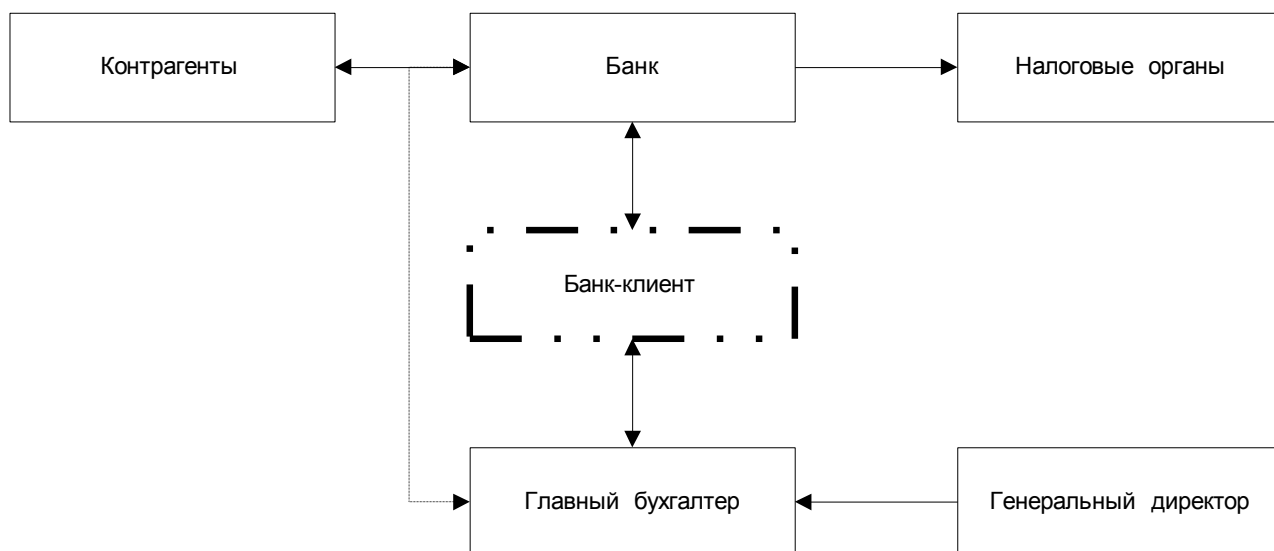 Контрагенты
Банк
Налоговые органы
Банк-клиент
Главный бухгалтер
Генеральный директор